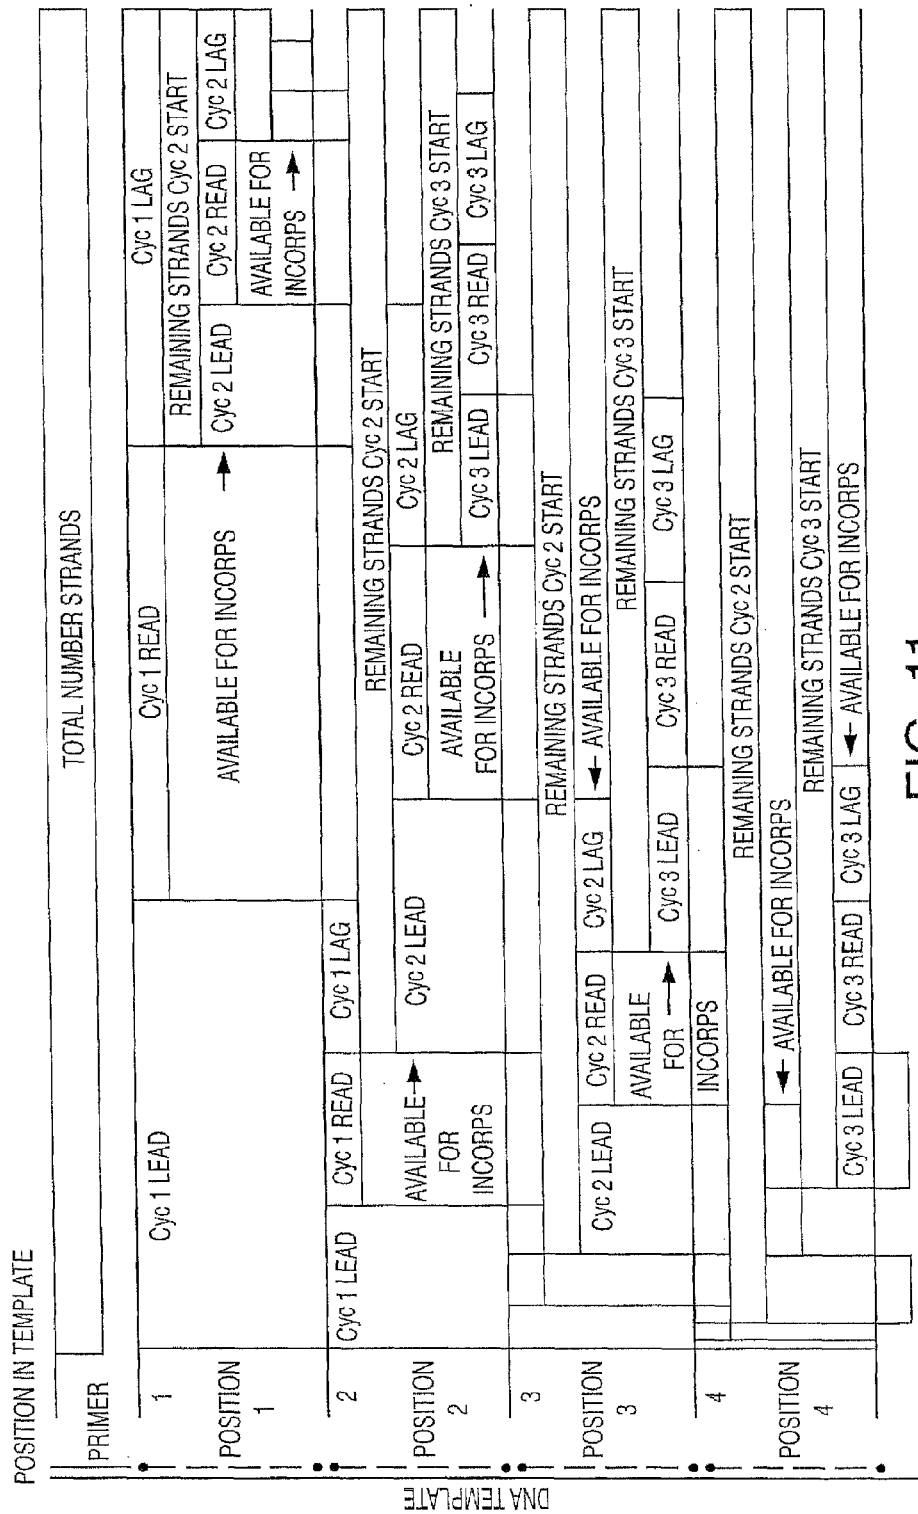 POSITION IN TEMPLATE
TOTAL NUMBER STRANDS
PRIMER
DNA TEMPLATE
1
POSITION
1
Cyc 1 LEAD
Cyc 1 READ
Cyc 1 LAG
REMAINING STRANDS Cyc 2 START
AVAILABLE FOR INCORPS
Cyc 2 LEAD
Cyc 2 READ
Cyc 2 LAG
AVAILABLE FOR
INCORPS
2
POSITION
2
Cyc 1 LEAD
Cyc 1 READ
Cyc 1 LAG
REMAINING STRANDS Cyc 2 START
AVAILABLE
FOR
INCORPS
Cyc 2 LEAD
Cyc 2 READ
Cyc 2 LAG
AVAILABLE
FOR INCORPS
REMAINING STRANDS Cyc 3 START
Cyc 3 LEAD
Cyc 3 READ
Cyc 3 LAG
3
POSITION
3
REMAINING STRANDS Cyc 2 START
Cyc 2 LEAD
Cyc 2 READ
Cyc 2 LAG
AVAILABLE FOR INCORPS
AVAILABLE
FOR
INCORPS
REMAINING STRANDS Cyc 3 START
Cyc 3 LEAD
Cyc 3 READ
Cyc 3 LAG
4
POSITION
4
REMAINING STRANDS Cyc 2 START
AVAILABLE FOR INCORPS
REMAINING STRANDS Cyc 3 START
Cyc 3 LEAD
Cyc 3 READ
Cyc 3 LAG
AVAILABLE FOR INCORPS